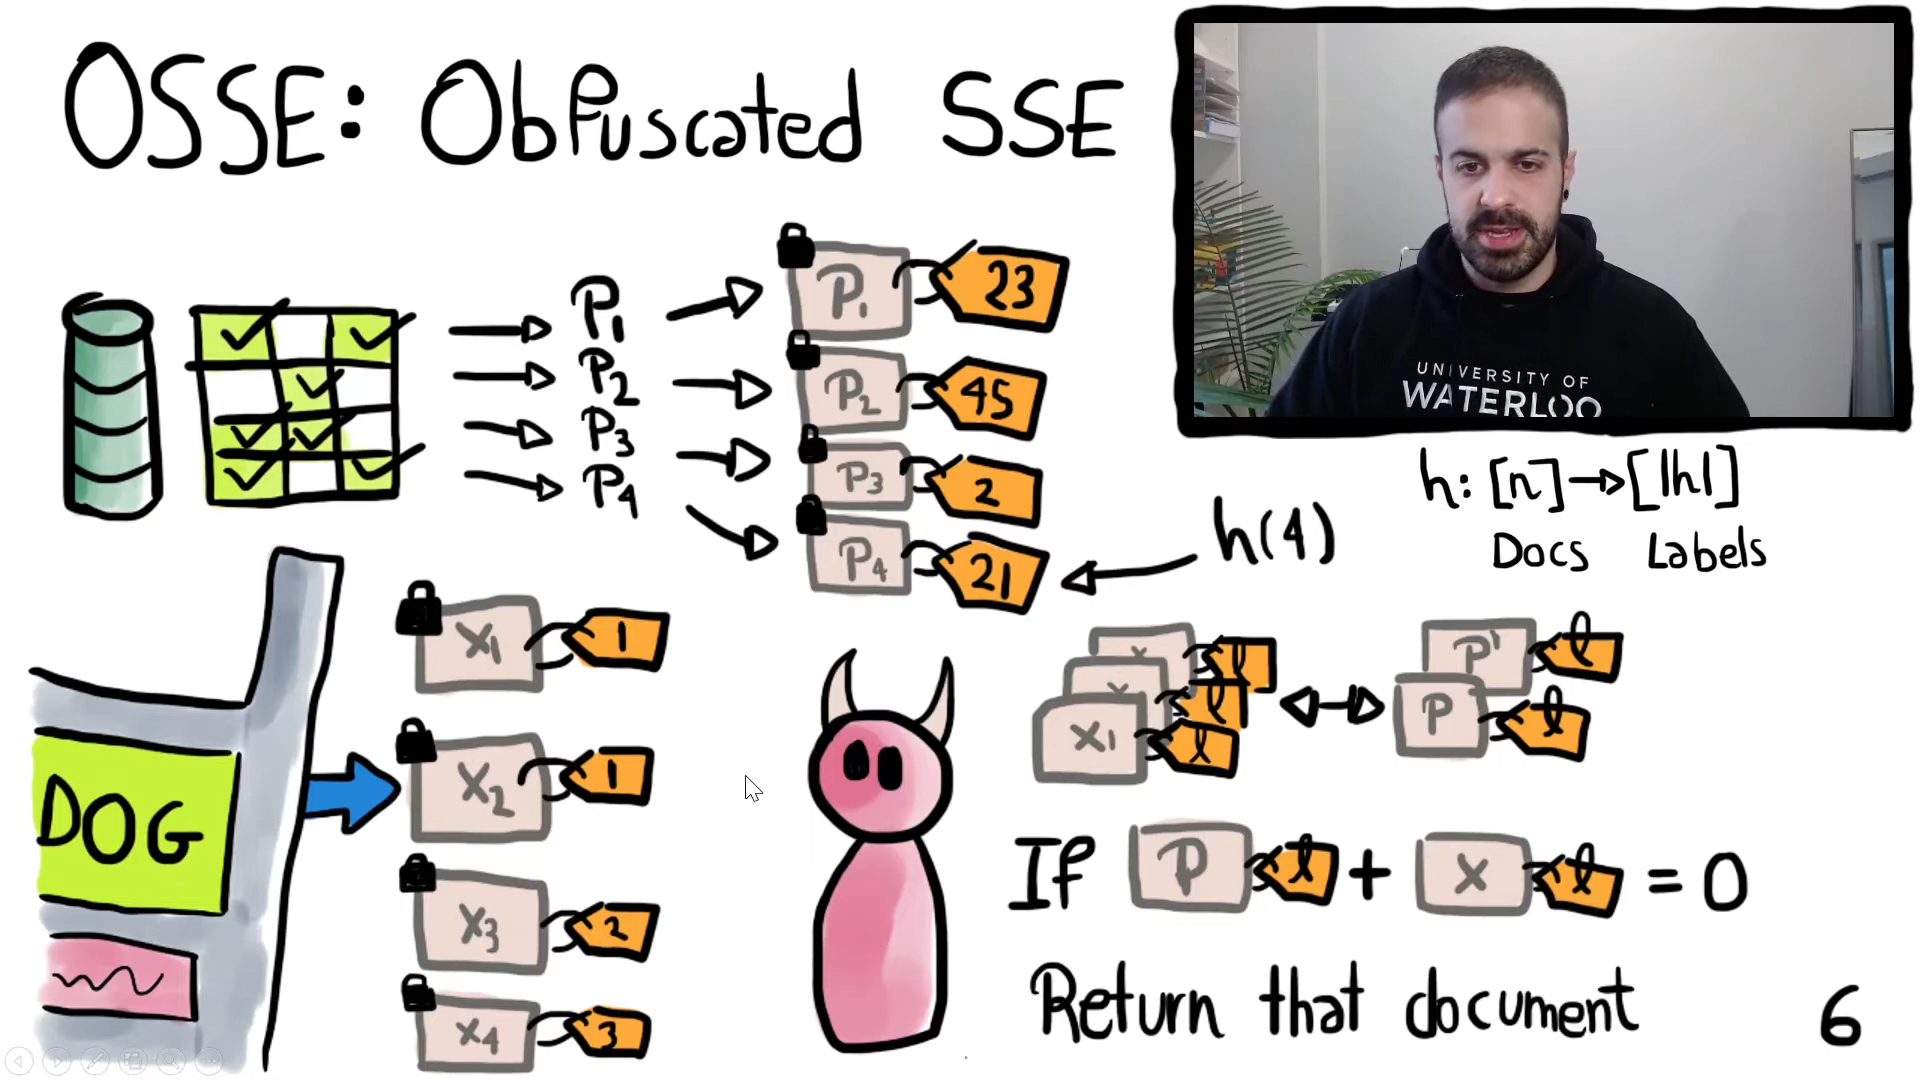 OSSE: Obfuscated SSE
UNIVERSITY OF
WATERLOO
h: [n]→[|h|]
Docs Labels
P1
P2
P3
P4
P1 23
P2 45
P3 2
P4 21
h(4)
DOG
x1 1
x2 1
x3 2
x4 3
x l
x l
x1 l
P' l
P l
If P l + x l = 0
Return that document
6